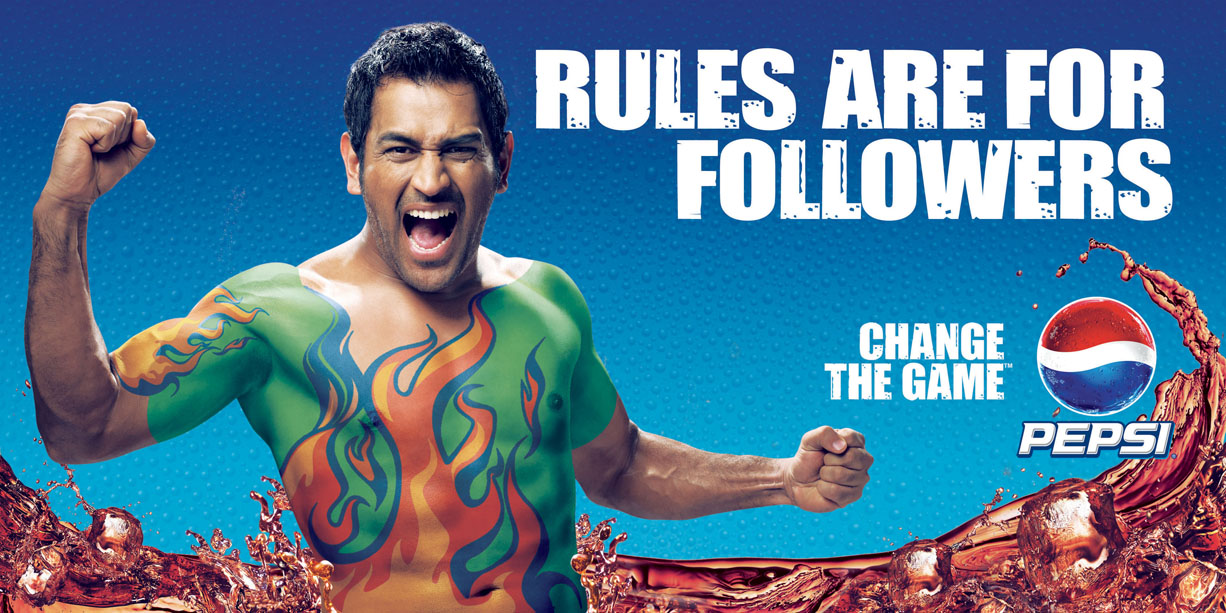 RULES ARE FOR
FOLLOWERS
CHANGE
THE GAME™
PEPSI